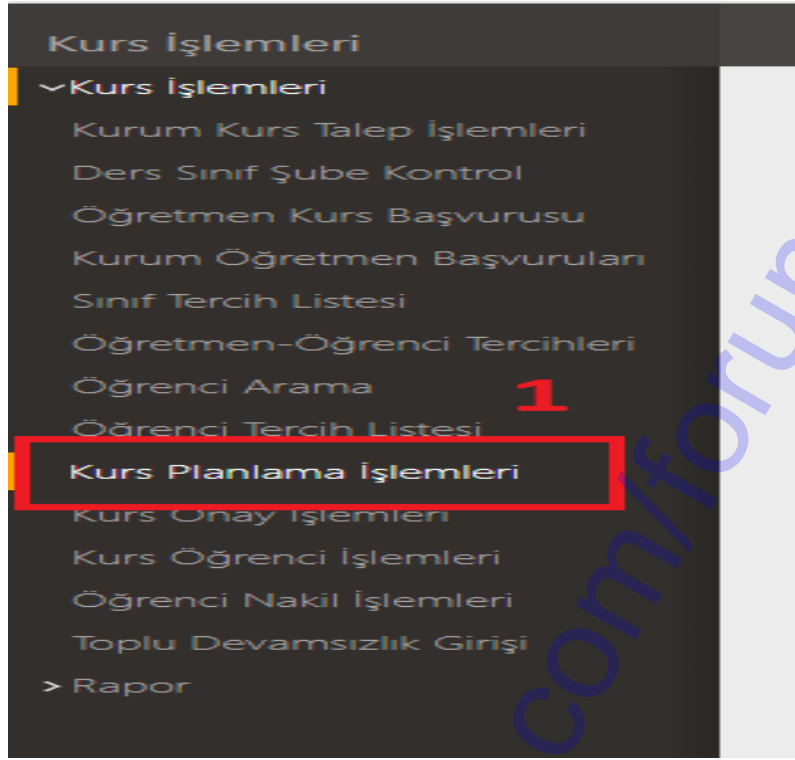 Kurs İşlemleri
Kurs İşlemleri
Kurum Kurs Talep İşlemleri
Ders Sınıf Şube Kontrol
Öğretmen Kurs Başvurusu
Kurum Öğretmen Başvuruları
Sınıf Tercih Listesi
Öğretmen-Öğrenci Tercihleri
Öğrenci Arama
1
Öğrenci Tercih Listesi
Kurs Planlama İşlemleri
Kurs Onay İşlemleri
Kurs Öğrenci İşlemleri
Öğrenci Nakil İşlemleri
Toplu Devamsızlık Girişi
Rapor
com/forum